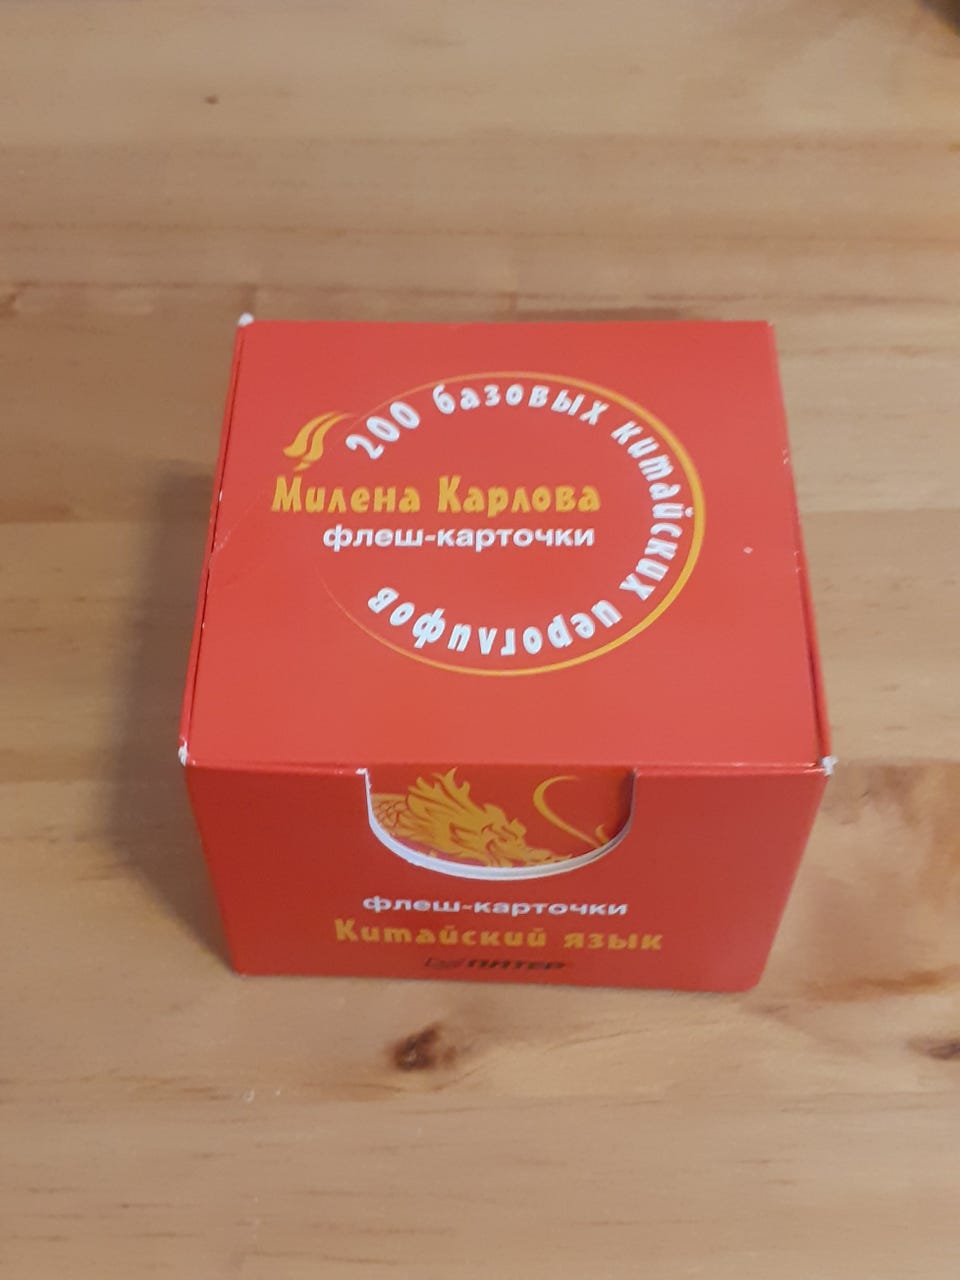 200 базовых китайских иероглифов
Милена Карлова
флеш-карточки
флеш-карточки
Китайский язык
ПИТЕР